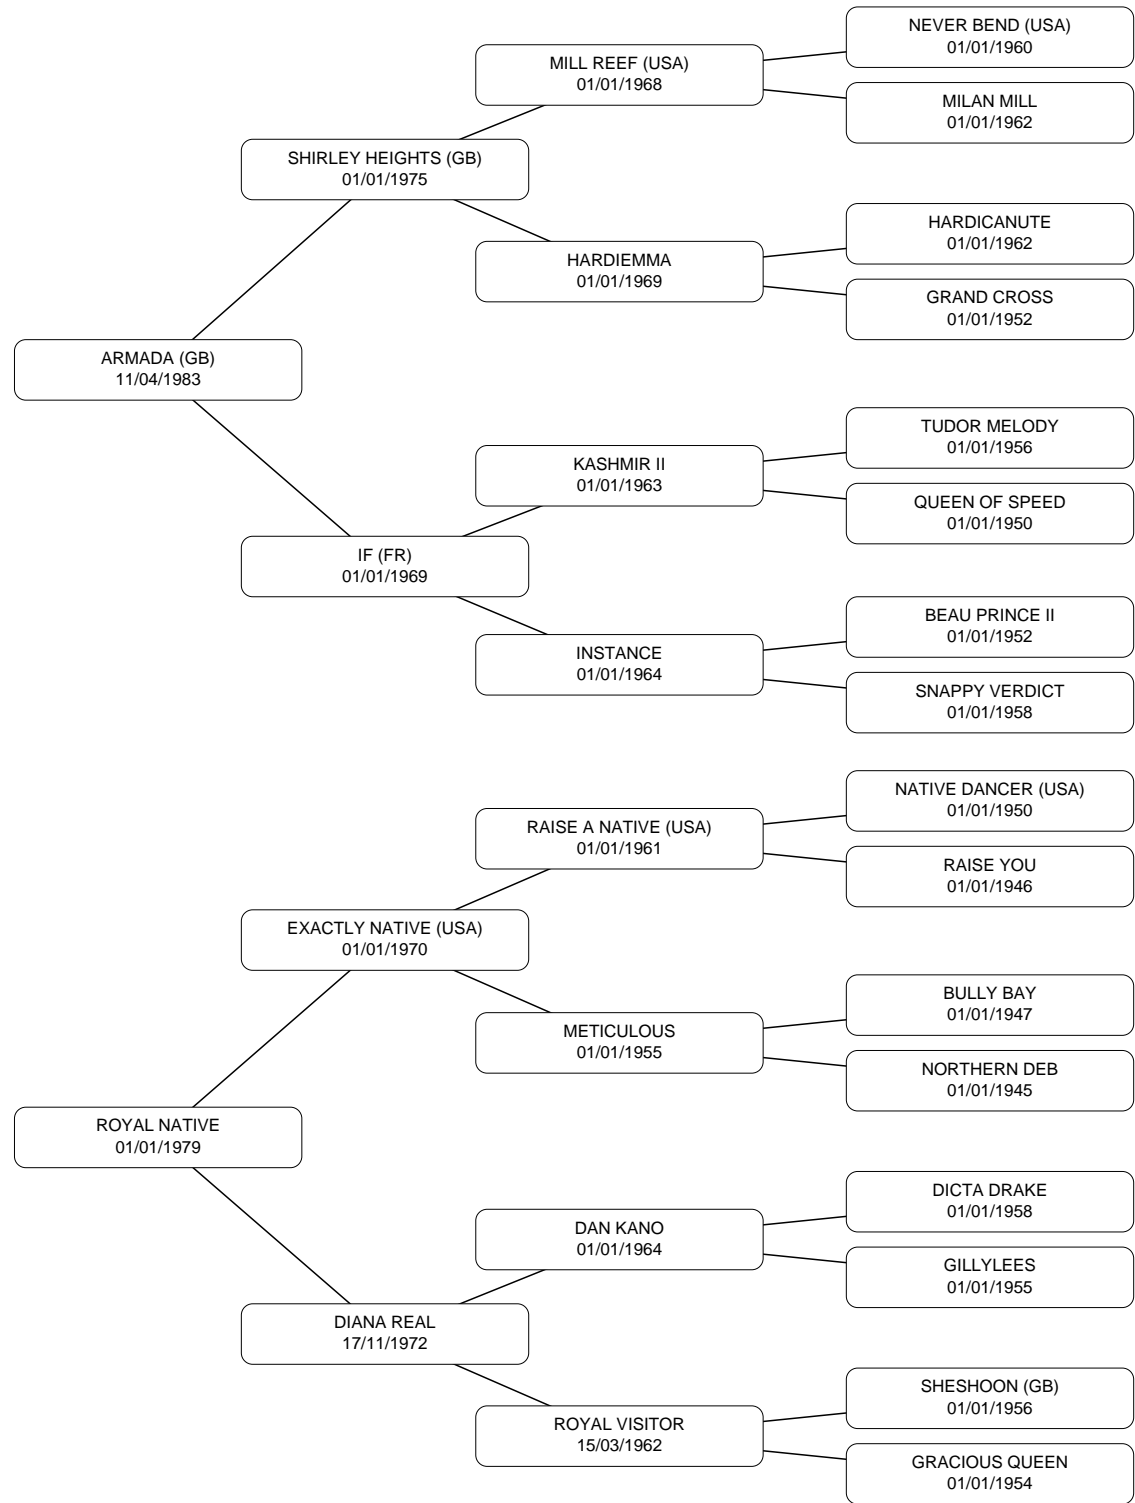 NEVER BEND (USA)
01/01/1960
MILL REEF (USA)
01/01/1968
MILAN MILL
01/01/1962
SHIRLEY HEIGHTS (GB)
01/01/1975
HARDICANUTE
01/01/1962
HARDIEMMA
01/01/1969
GRAND CROSS
01/01/1952
ARMADA (GB)
11/04/1983
TUDOR MELODY
01/01/1956
KASHMIR II
01/01/1963
QUEEN OF SPEED
01/01/1950
IF (FR)
01/01/1969
BEAU PRINCE II
01/01/1952
INSTANCE
01/01/1964
SNAPPY VERDICT
01/01/1958
NATIVE DANCER (USA)
01/01/1950
RAISE A NATIVE (USA)
01/01/1961
RAISE YOU
01/01/1946
EXACTLY NATIVE (USA)
01/01/1970
BULLY BAY
01/01/1947
METICULOUS
01/01/1955
NORTHERN DEB
01/01/1945
ROYAL NATIVE
01/01/1979
DICTA DRAKE
01/01/1958
DAN KANO
01/01/1964
GILLYLEES
01/01/1955
DIANA REAL
17/11/1972
SHESHOON (GB)
01/01/1956
ROYAL VISITOR
15/03/1962
GRACIOUS QUEEN
01/01/1954